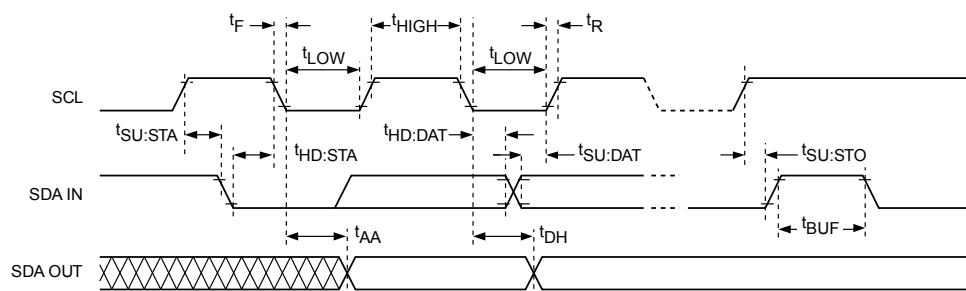 tF
tHIGH
tR
tLOW
tLOW
SCL
tSU:STA
tHD:DAT
tHD:STA
tSU:DAT
tSU:STO
SDA IN
tBUF
tAA
tDH
SDA OUT